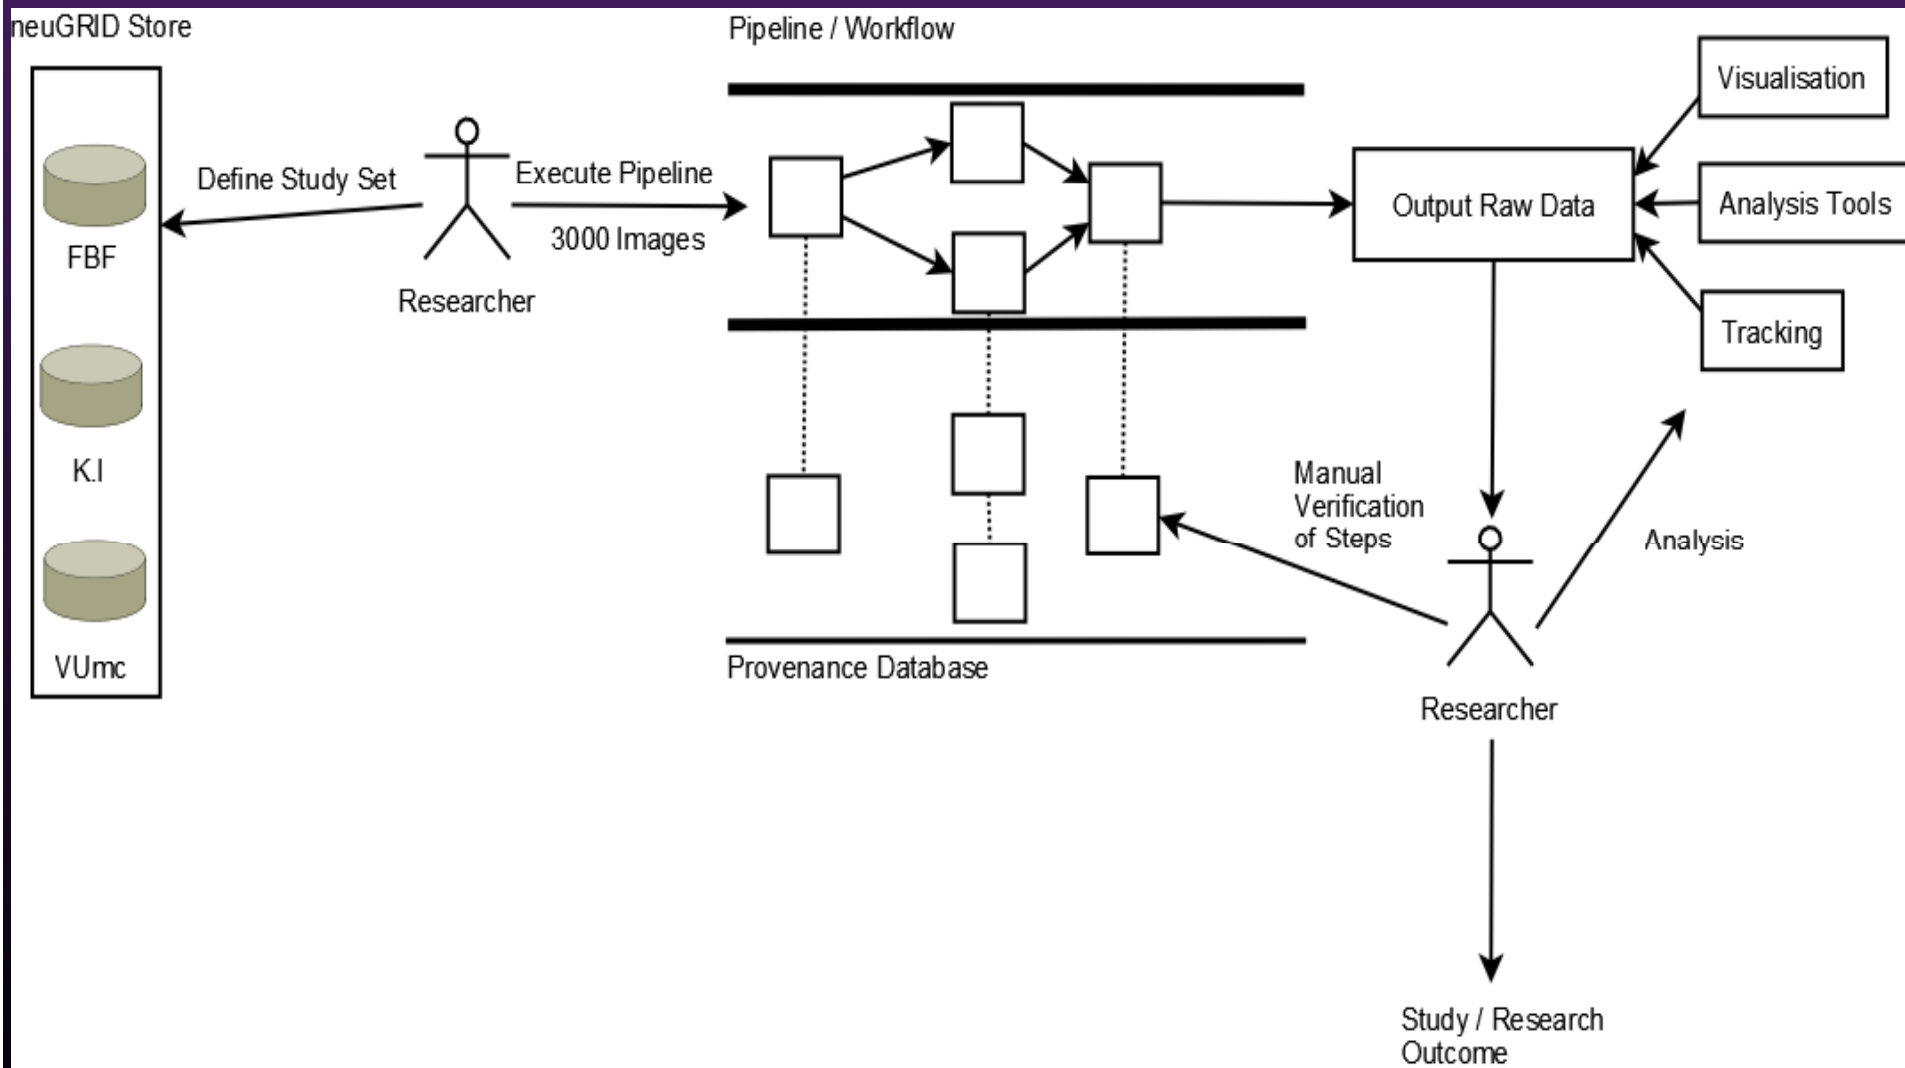 neuGRID Store
Pipeline / Workflow
Visualisation
Define Study Set
Execute Pipeline
3000 Images
Output Raw Data
Analysis Tools
FBF
Researcher
Tracking
K.I
Manual
Verification
of Steps
Analysis
VUmc
Provenance Database
Researcher
Study / Research
Outcome